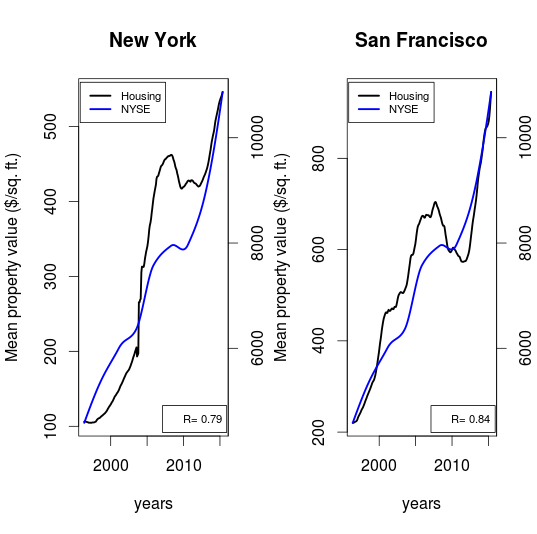 New York
Housing
NYSE
Mean property value ($/sq. ft.)
100
200
300
400
500
6000
8000
10000
R= 0.79
2000
2010
years
San Francisco
Housing
NYSE
Mean property value ($/sq. ft.)
200
400
600
800
6000
8000
10000
R= 0.84
2000
2010
years